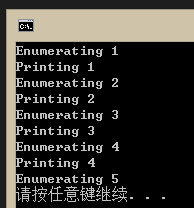 C:\.
Enumerating 1
Printing 1
Enumerating 2
Printing 2
Enumerating 3
Printing 3
Enumerating 4
Printing 4
Enumerating 5
请按任意键继续. . .